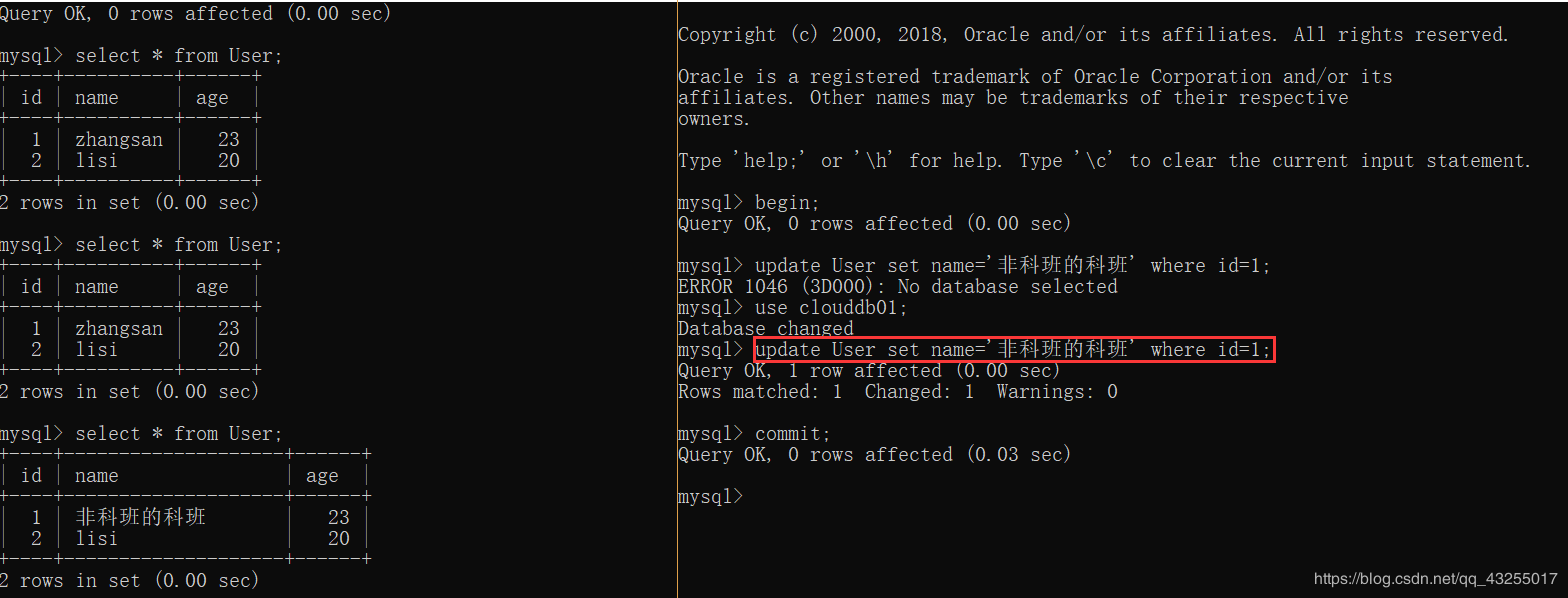 Query OK, 0 rows affected (0.00 sec)
mysql> select * from User;
+----+----------+------+
| id | name     | age  |
+----+----------+------+
|  1 | zhangsan |   23 |
|  2 | lisi     |   20 |
+----+----------+------+
2 rows in set (0.00 sec)
mysql> select * from User;
+----+----------+------+
| id | name     | age  |
+----+----------+------+
|  1 | zhangsan |   23 |
|  2 | lisi     |   20 |
+----+----------+------+
2 rows in set (0.00 sec)
mysql> select * from User;
+----+--------------------+------+
| id | name               | age  |
+----+--------------------+------+
|  1 | 非科班的科班       |   23 |
|  2 | lisi               |   20 |
+----+--------------------+------+
2 rows in set (0.00 sec)
Copyright (c) 2000, 2018, Oracle and/or its affiliates. All rights reserved.
Oracle is a registered trademark of Oracle Corporation and/or its
affiliates. Other names may be trademarks of their respective
owners.
Type 'help;' or '\h' for help. Type '\c' to clear the current input statement.
mysql> begin;
Query OK, 0 rows affected (0.00 sec)
mysql> update User set name='非科班的科班' where id=1;
ERROR 1046 (3D000): No database selected
mysql> use clouddb01;
Database changed
mysql> update User set name='非科班的科班' where id=1;
Query OK, 1 row affected (0.00 sec)
Rows matched: 1  Changed: 1  Warnings: 0
mysql> commit;
Query OK, 0 rows affected (0.03 sec)
mysql>
https://blog.csdn.net/qq_43255017